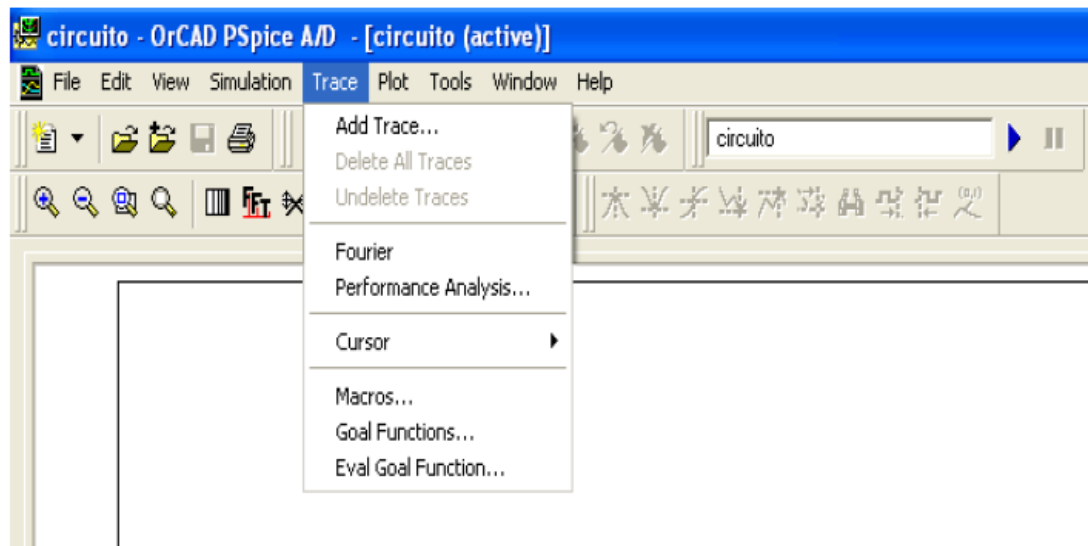 circuito - OrCAD PSpice A/D - [circuito (active)]
File Edit View Simulation Trace Plot Tools Window Help
Add Trace...
circuito
Delete All Traces
Undelete Traces
FFT
Fourier
Performance Analysis...
Cursor
Macros...
Goal Functions...
Eval Goal Function...